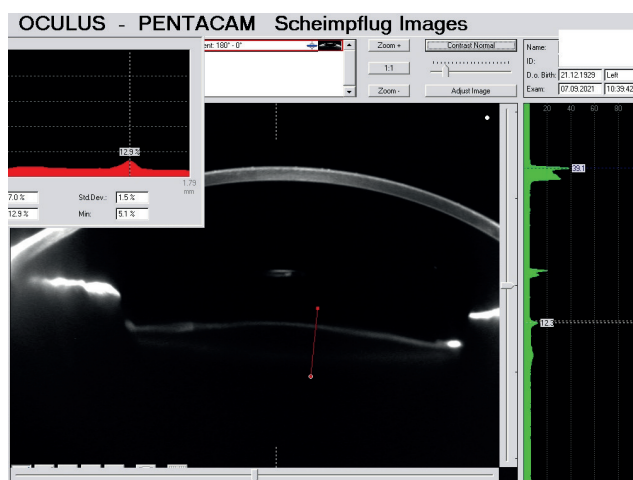 OCULUS - PENTACAM Scheimpflug Images
ent: 180° - 0°
Zoom +
1:1
Zoom -
Contrast Normal
Adjust Image
Name:
ID:
D.o. Birth: 21.12.1929 Left
Exam: 07.09.2021 10:39:42
12.9 %
1.79
mm
7.0 % Std.Dev.: 1.5 %
12.9 % Min: 5.1 %
20 40 60 80
39.1
12.3